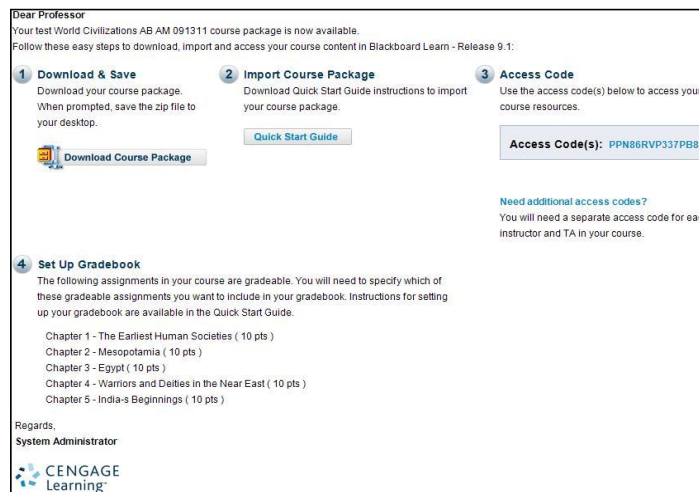 Dear Professor
Your test World Civilizations AB AM 091311 course package is now available.
Follow these easy steps to download, import and access your course content in Blackboard Learn - Release 9.1:
1 Download & Save
Download your course package.
When prompted, save the zip file to
your desktop.
Download Course Package
2 Import Course Package
Download Quick Start Guide instructions to import
your course package.
Quick Start Guide
3 Access Code
Use the access code(s) below to access your
course resources.
Access Code(s): PPN86RVP337PB8
Need additional access codes?
You will need a separate access code for ea
instructor and TA in your course.
4 Set Up Gradebook
The following assignments in your course are gradeable. You will need to specify which of
these gradeable assignments you want to include in your gradebook. Instructions for setting
up your gradebook are available in the Quick Start Guide.
Chapter 1 - The Earliest Human Societies ( 10 pts )
Chapter 2 - Mesopotamia ( 10 pts )
Chapter 3 - Egypt ( 10 pts )
Chapter 4 - Warriors and Deities in the Near East ( 10 pts )
Chapter 5 - India-s Beginnings ( 10 pts )
Regards,
System Administrator
CENGAGE
Learning™